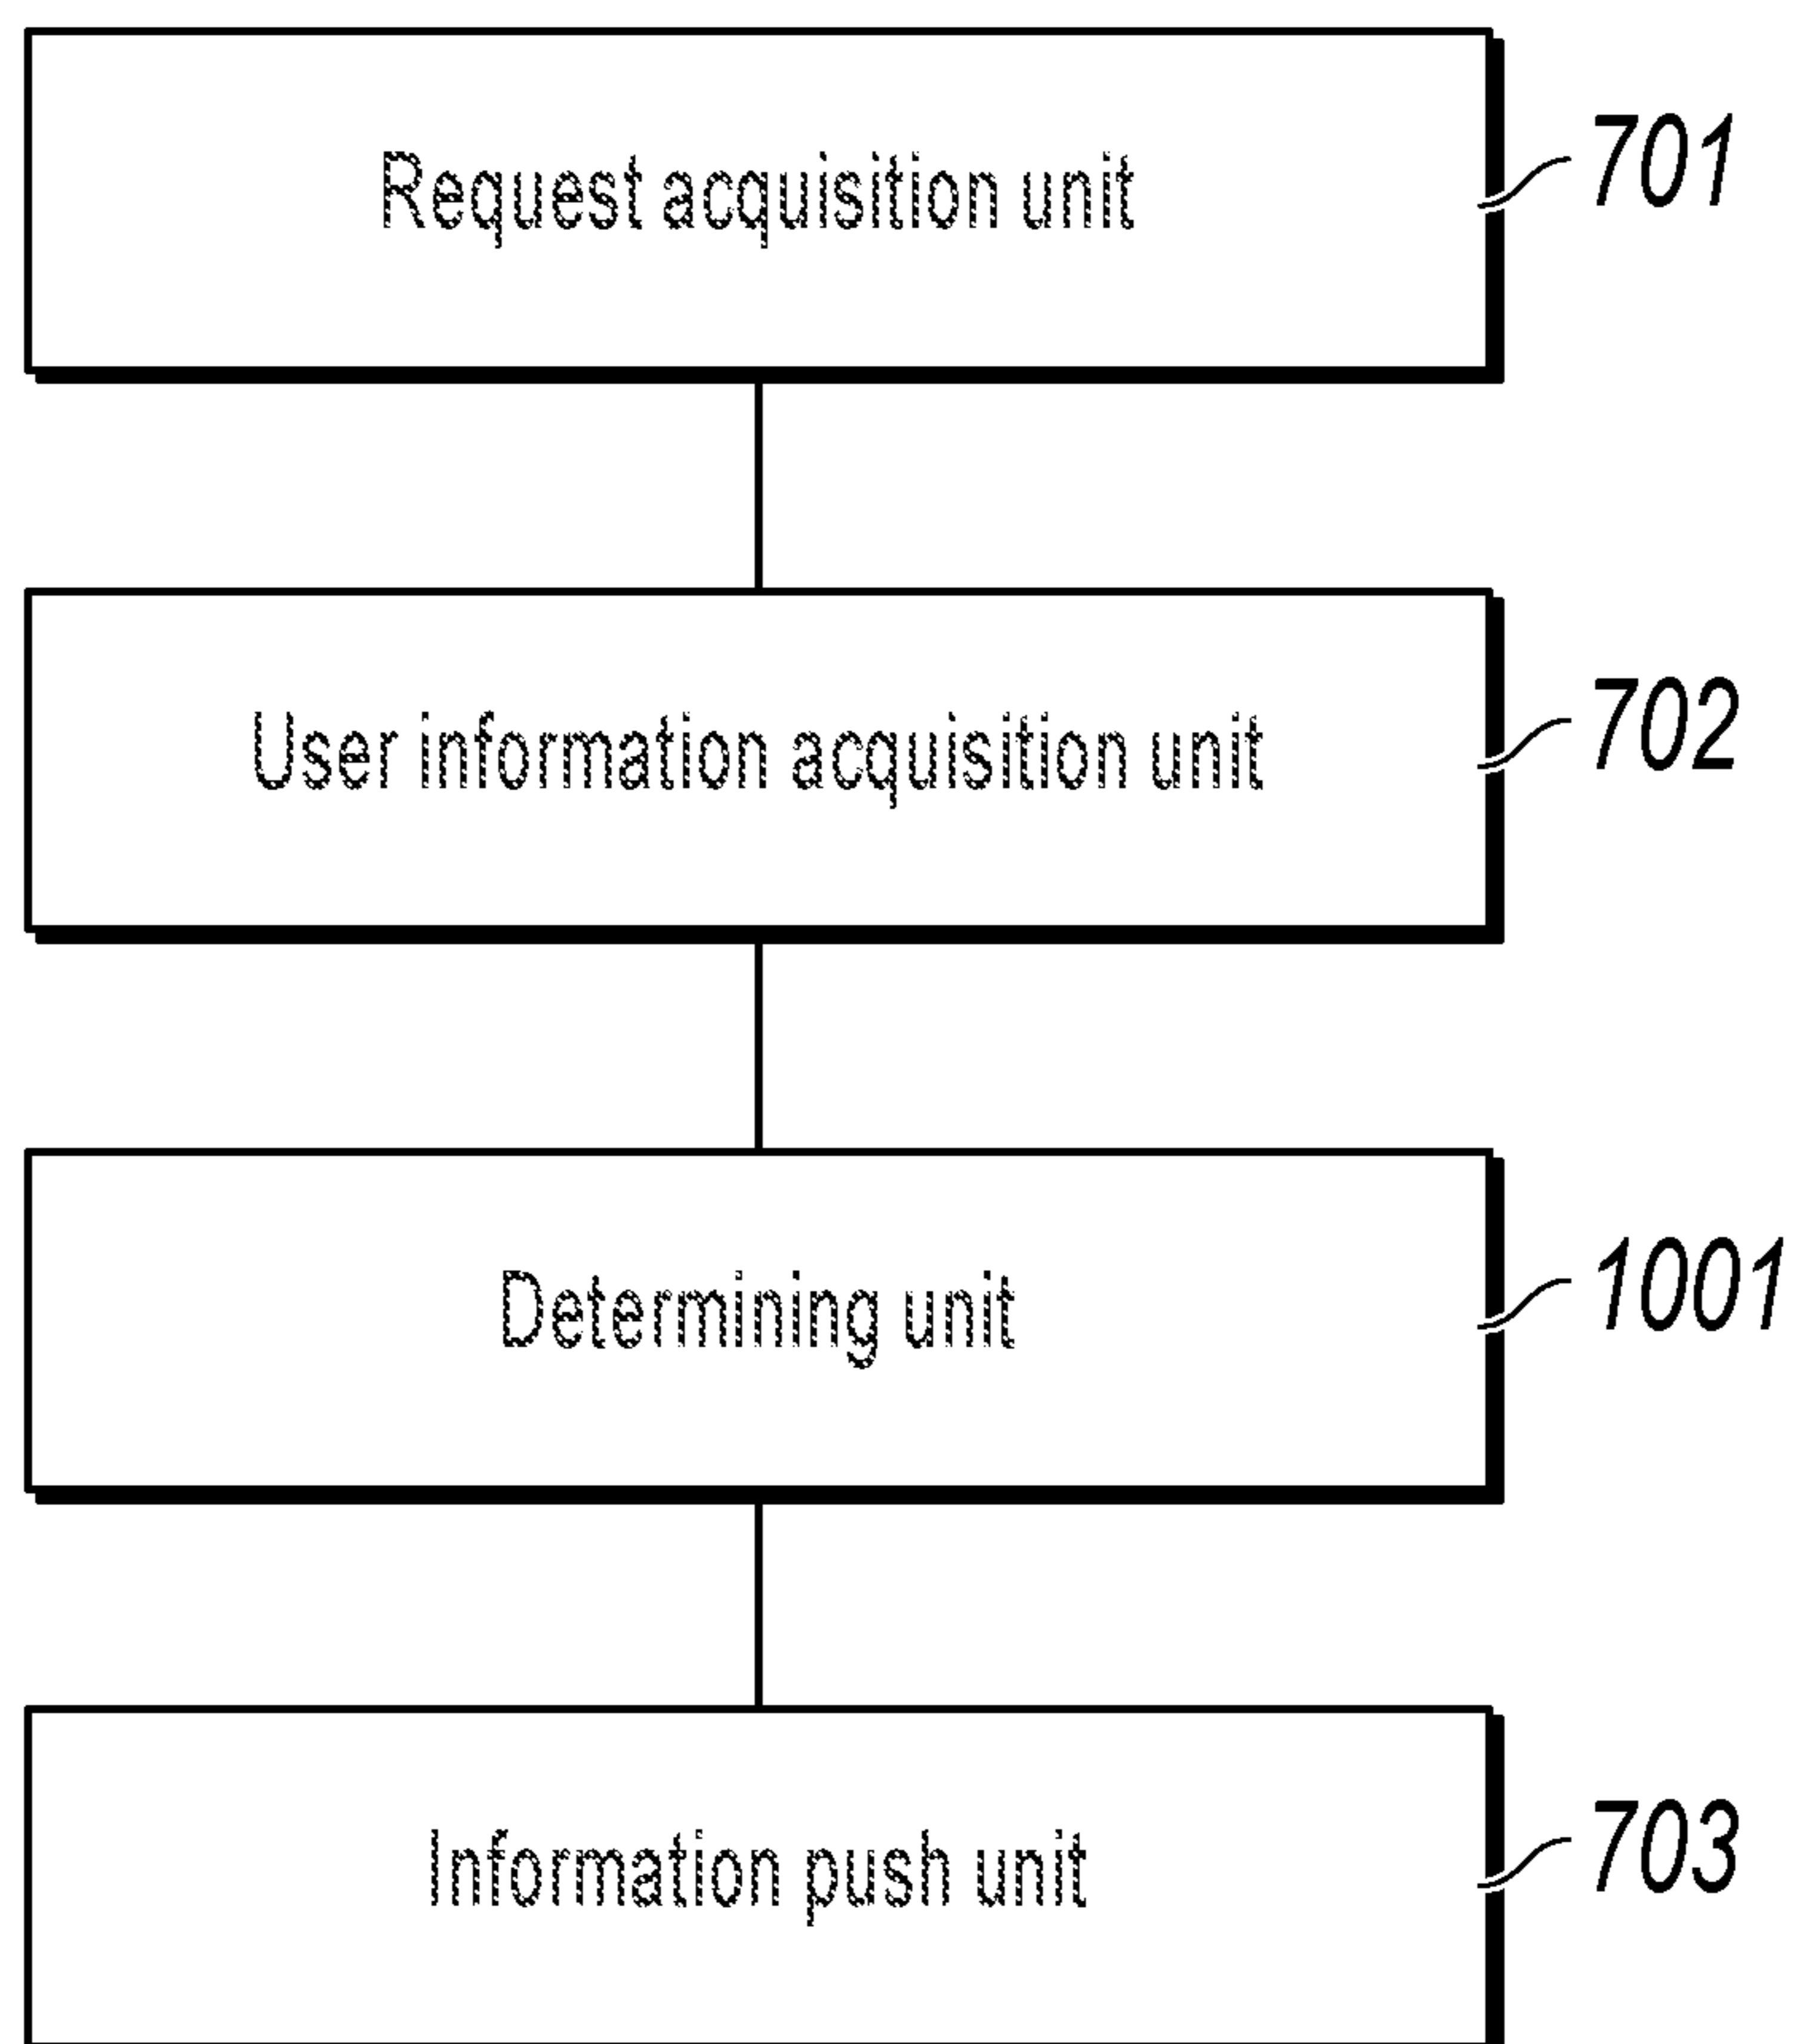 Request acquisition unit
701
User information acquisition unit
702
Determining unit
1001
Information push unit
703